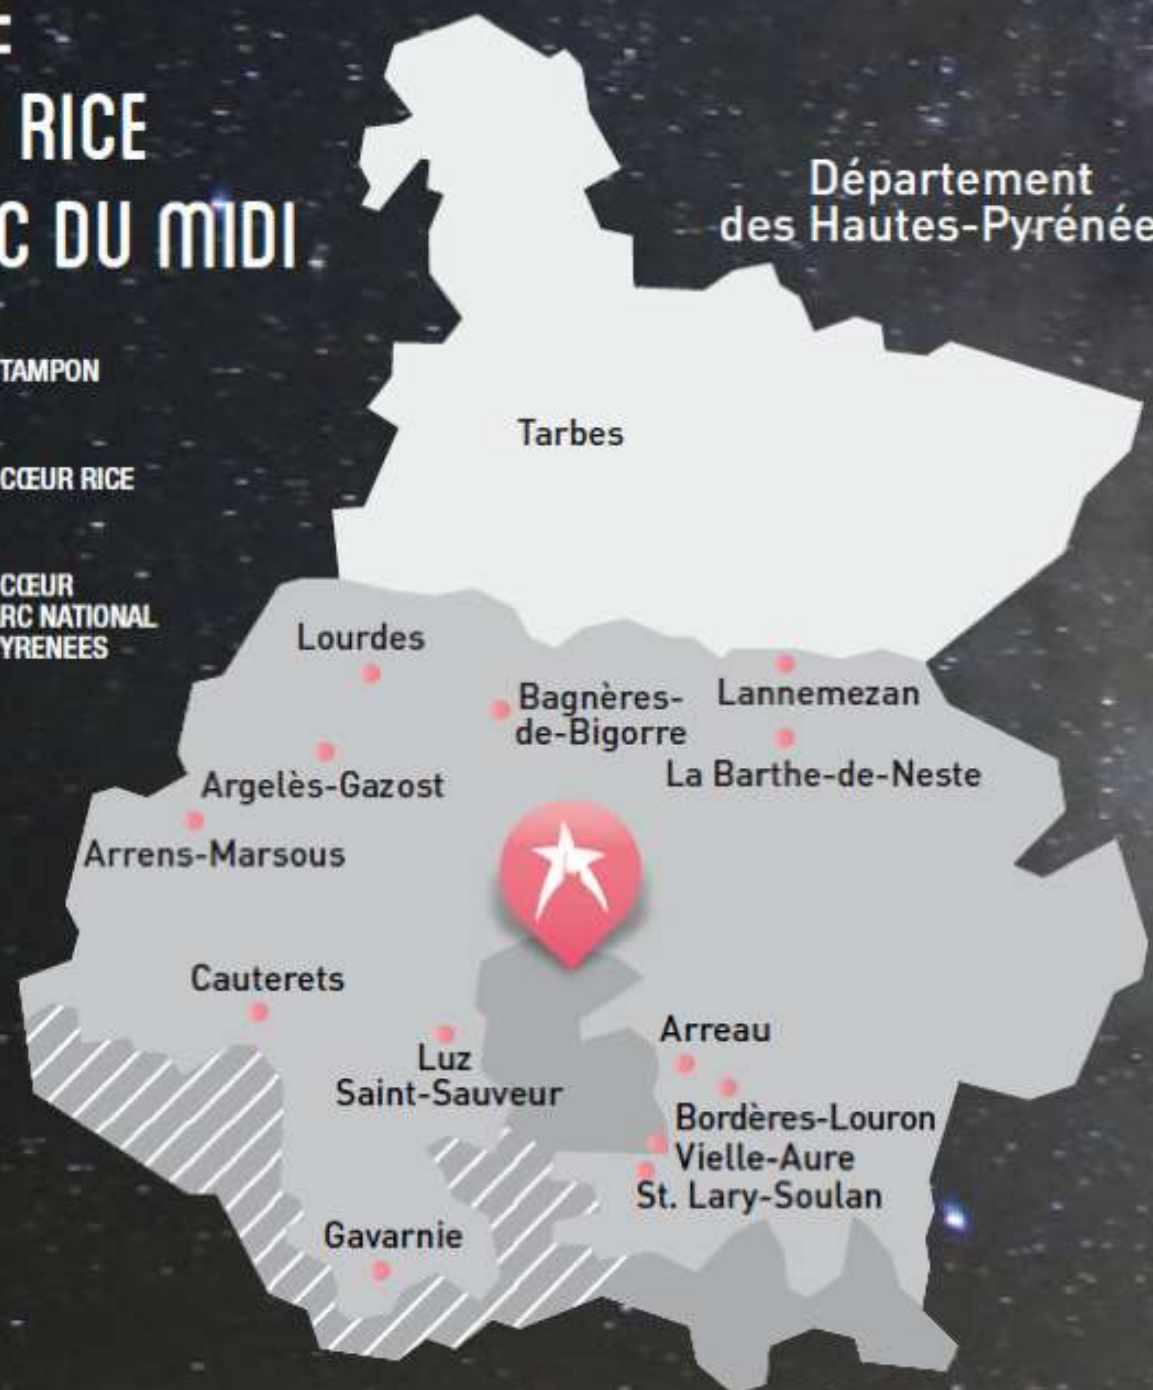 E
RICE
C DU MIDI
Département
des Hautes-Pyrénée
TAMPON
CŒUR RICE
CŒUR
RC NATIONAL
YRENEES
Tarbes
Lourdes
Bagnères-
de-Bigorre
Lannemezan
La Barthe-de-Neste
Argelès-Gazost
Arrens-Marsous
Cauterets
Luz
Saint-Sauveur
Arreau
Bordères-Louron
Vielle-Aure
St. Lary-Soulan
Gavarnie